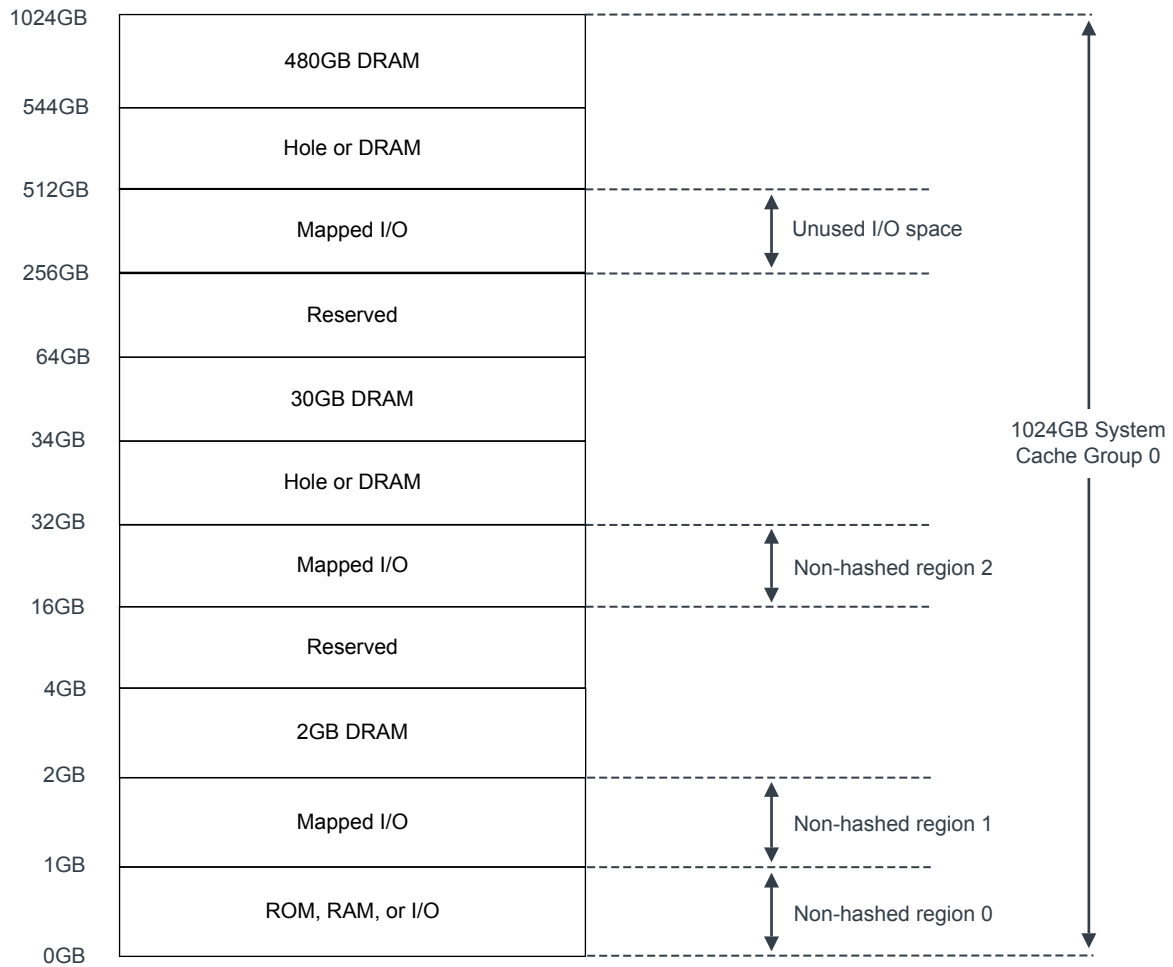 1024GB
480GB DRAM
544GB
Hole or DRAM
512GB
Mapped I/O
Unused I/O space
256GB
Reserved
64GB
30GB DRAM
1024GB System
Cache Group 0
34GB
Hole or DRAM
32GB
Mapped I/O
Non-hashed region 2
16GB
Reserved
4GB
2GB DRAM
2GB
Mapped I/O
Non-hashed region 1
1GB
ROM, RAM, or I/O
Non-hashed region 0
0GB